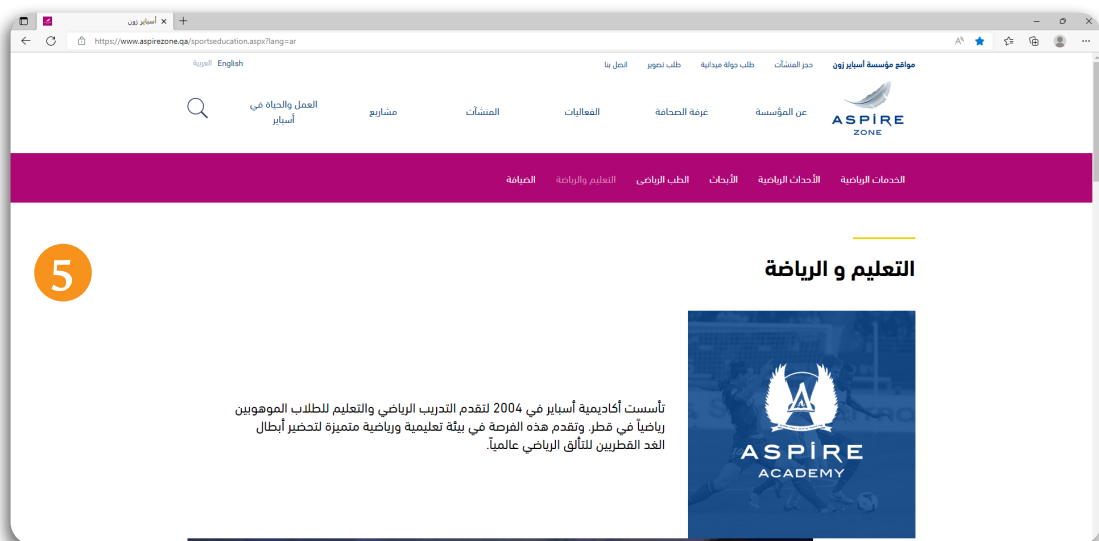 أسباير زون
https://www.aspirezone.qa/sportseducation.aspx?lang=ar
مواقع مؤسسة أسباير زون حجز المنشآت طلب جولة ميدانية طلب تصوير اتصل بنا English العربية
ASPIRE
ZONE
عن المؤسسة غرفة الصحافة الفعاليات المنشآت مشاريع العمل والحياة في
أسباير
الخدمات الرياضية الأحداث الرياضية الأبحاث الطب الرياضي التعليم والرياضة الضيافة
5
التعليم و الرياضة
ASPIRE
ACADEMY
تأسست أكاديمية أسباير في 2004 لتقدم التدريب الرياضي والتعليم للطلاب الموهوبين
رياضياً في قطر. وتقدم هذه الفرصة في بيئة تعليمية ورياضية متميزة لتحضير أبطال
الغد القطريين للتألق الرياضي عالمياً.